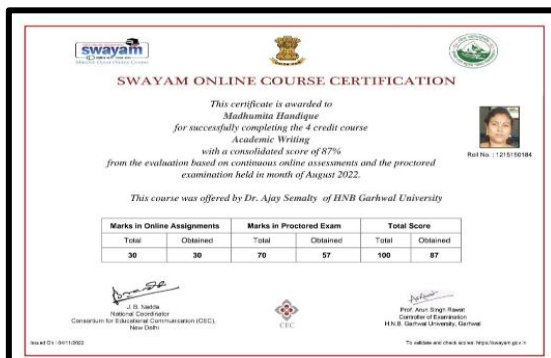 swayam
SWAYAM ONLINE COURSE CERTIFICATION
This certificate is awarded to
Madhumita Handique
for successfully completing the 4 credit course
Academic Writing
with a consolidated score of 87%
from the evaluation based on continuous online assessments and the proctored
examination held in month of August 2022.
Roll No. : 1215150184
This course was offered by Dr. Ajay Semalty of HNB Garhwal University
Marks in Online Assignments Marks in Proctored Exam Total Score
Total Obtained Total Obtained Total Obtained
30 30 70 57 100 87
J. B. Nadda
National Coordinator
Consortium for Educational Communication (CEC),
New Delhi
CEC
Prof. Arun Singh Rawat
Controller of Examination
H.N.B. Garhwal University, Garhwal
Issued On : 04/11/2022
To validate and check scores: https://swayam.gov.in